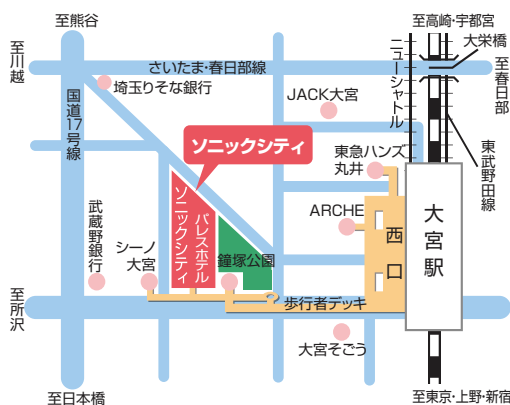 至熊谷
至高崎・宇都宮
大栄橋
至川越
さいたま・春日部線
ニューシャトル
至春日部
埼玉りそな銀行
国道17号線
JACK大宮
東武野田線
ソニックシティ
東急ハンズ
丸井
武蔵野銀行
シーノ
大宮
ソニックシティ
パレスホテル
鐘塚公園
ARCHE
西口
大宮駅
至所沢
歩行者デッキ
大宮そごう
至日本橋
至東京・上野・新宿